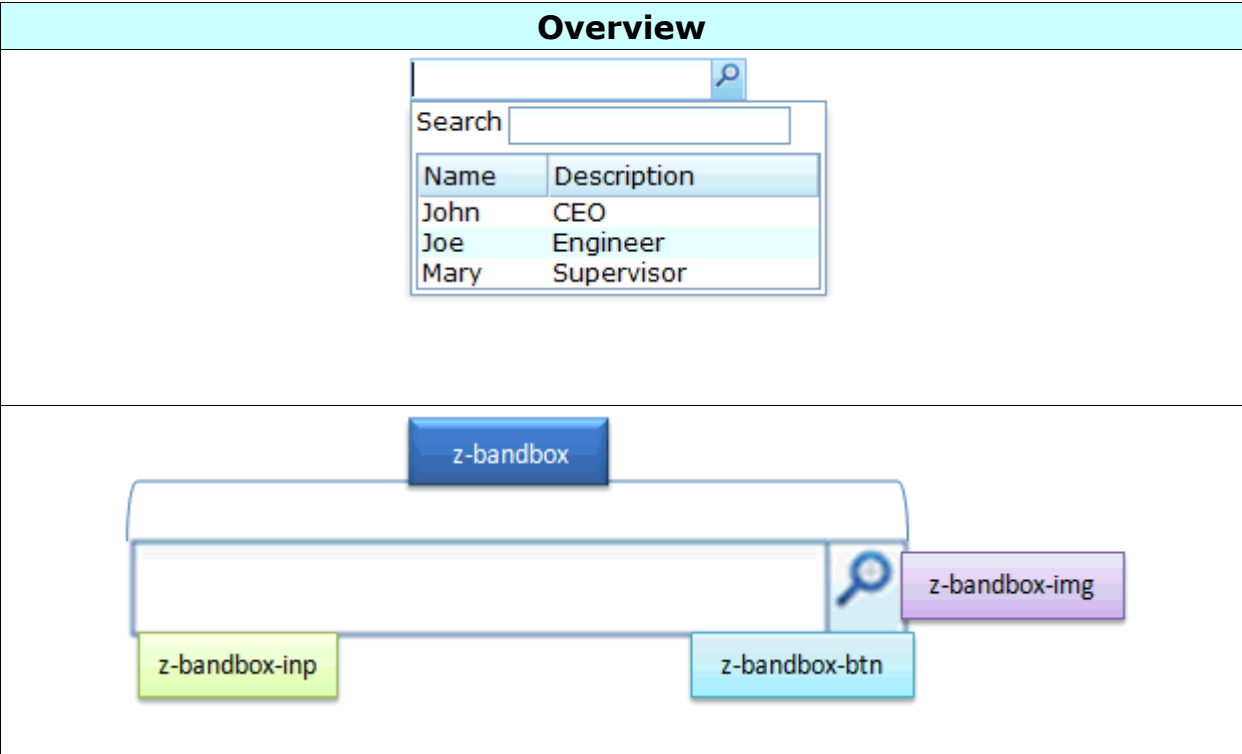 Overview
Search
Name Description
John CEO
Joe Engineer
Mary Supervisor
z-bandbox
z-bandbox-img
z-bandbox-inp z-bandbox-btn